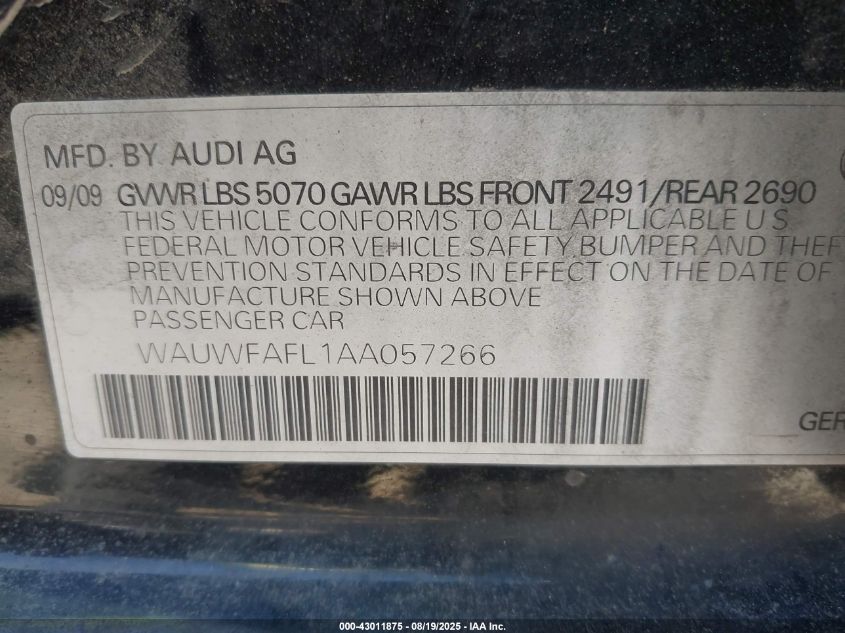 MFD. BY AUDI AG
09/09 GVWR LBS 5070 GAWR LBS FRONT 2491/REAR 2690
THIS VEHICLE CONFORMS TO ALL APPLICABLE U S
FEDERAL MOTOR VEHICLE SAFETY BUMPER AND THEFT
PREVENTION STANDARDS IN EFFECT ON THE DATE OF
MANUFACTURE SHOWN ABOVE
PASSENGER CAR
WAUWFAFL1AA057266
GER
000-43011875 - 08/19/2025 - IAA Inc.